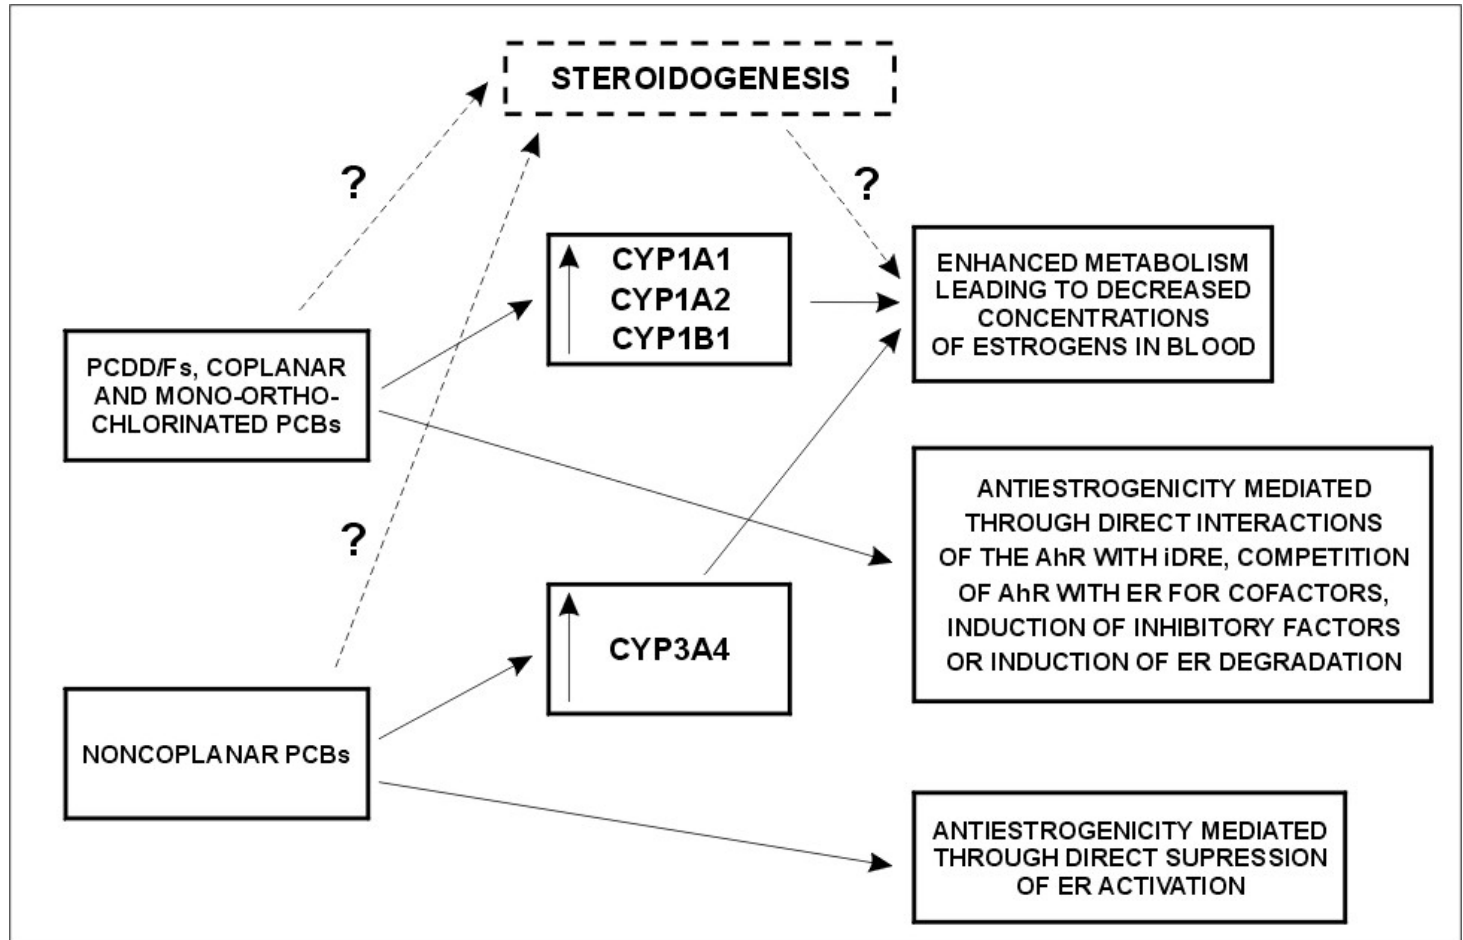 STEROIDOGENESIS
?
?
CYP1A1
CYP1A2
CYP1B1
ENHANCED METABOLISM
LEADING TO DECREASED
CONCENTRATIONS
OF ESTROGENS IN BLOOD
PCDD/Fs, COPLANAR
AND MONO-ORTHO-
CHLORINATED PCBs
?
ANTIESTROGENICITY MEDIATED
THROUGH DIRECT INTERACTIONS
OF THE AhR WITH iDRE, COMPETITION
OF AhR WITH ER FOR COFACTORS,
INDUCTION OF INHIBITORY FACTORS
OR INDUCTION OF ER DEGRADATION
CYP3A4
NONCOPLANAR PCBs
ANTIESTROGENICITY MEDIATED
THROUGH DIRECT SUPRESSION
OF ER ACTIVATION